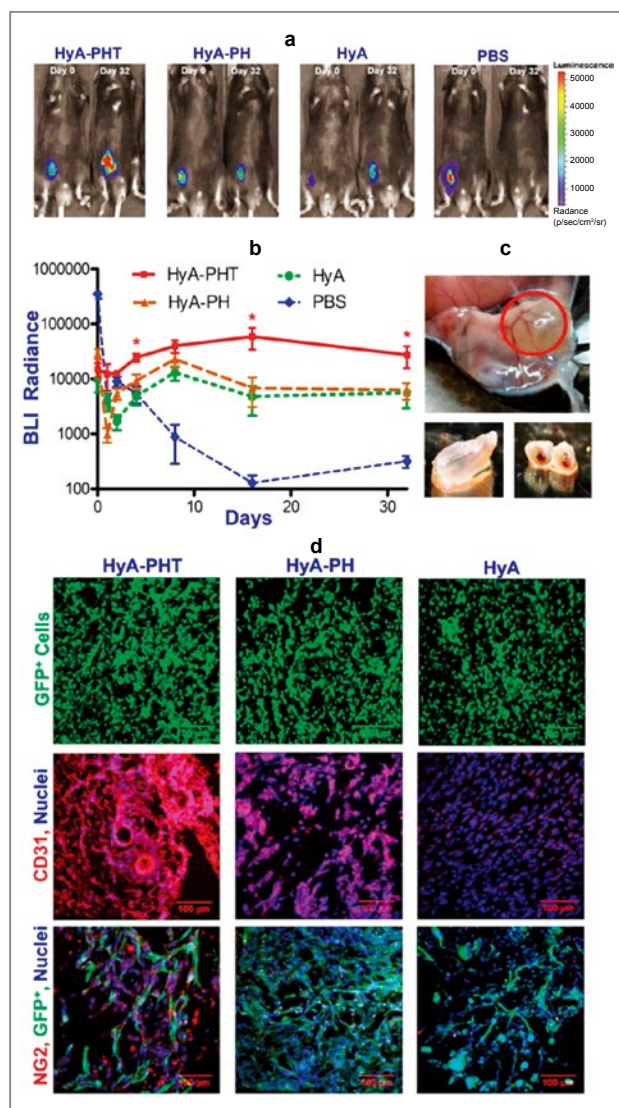 a
HyA-PHT HyA-PH HyA PBS
Day 0 Day 32 Day 0 Day 32 Day 0 Day 32 Day 0 Day 32
Luminescence
50000
40000
30000
20000
10000
Radance
(p/sec/cm²/sr)
b
c
HyA-PHT HyA
HyA-PH PBS
BLI Radiance
1000000
100000
10000
1000
100
* * *
0 10 20 30
Days
d
HyA-PHT HyA-PH HyA
GFP⁺ Cells
CD31, Nuclei
100 µm 100 µm 100 µm
NG2, GFP⁺, Nuclei
100 µm 100 µm 100 µm